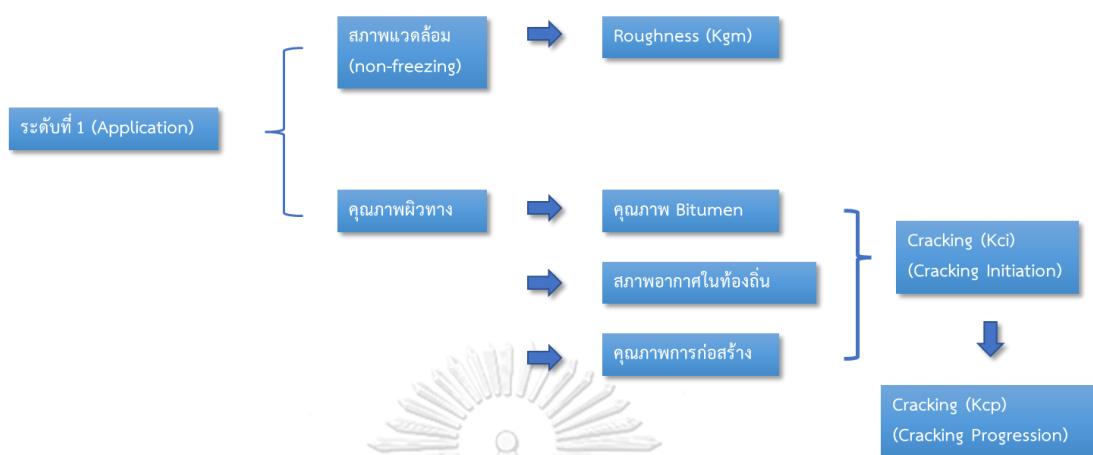 สภาพแวดล้อม
(non-freezing)
Roughness (Kgm)
ระดับที่ 1 (Application)
คุณภาพผิวทาง
คุณภาพ Bitumen
สภาพอากาศในท้องถิ่น
คุณภาพการก่อสร้าง
Cracking (Kci)
(Cracking Initiation)
Cracking (Kcp)
(Cracking Progression)